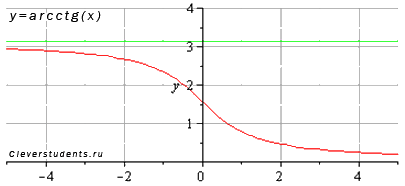 y=arcctg(x)
4
3
y 2
1
Cleverstudents.ru
−4 −2 0 2 4